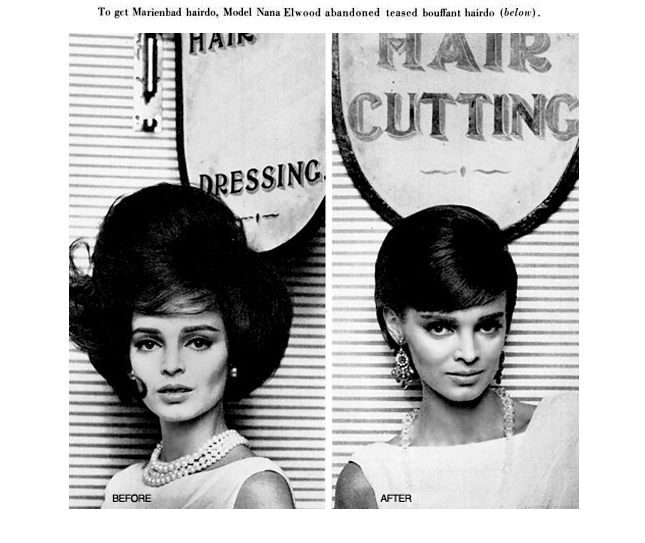 To get Marienbad hairdo, Model Nana Elwood abandoned teased bouffant hairdo (below).
HAIR
DRESSING.
HAIR
CUTTING
BEFORE
AFTER